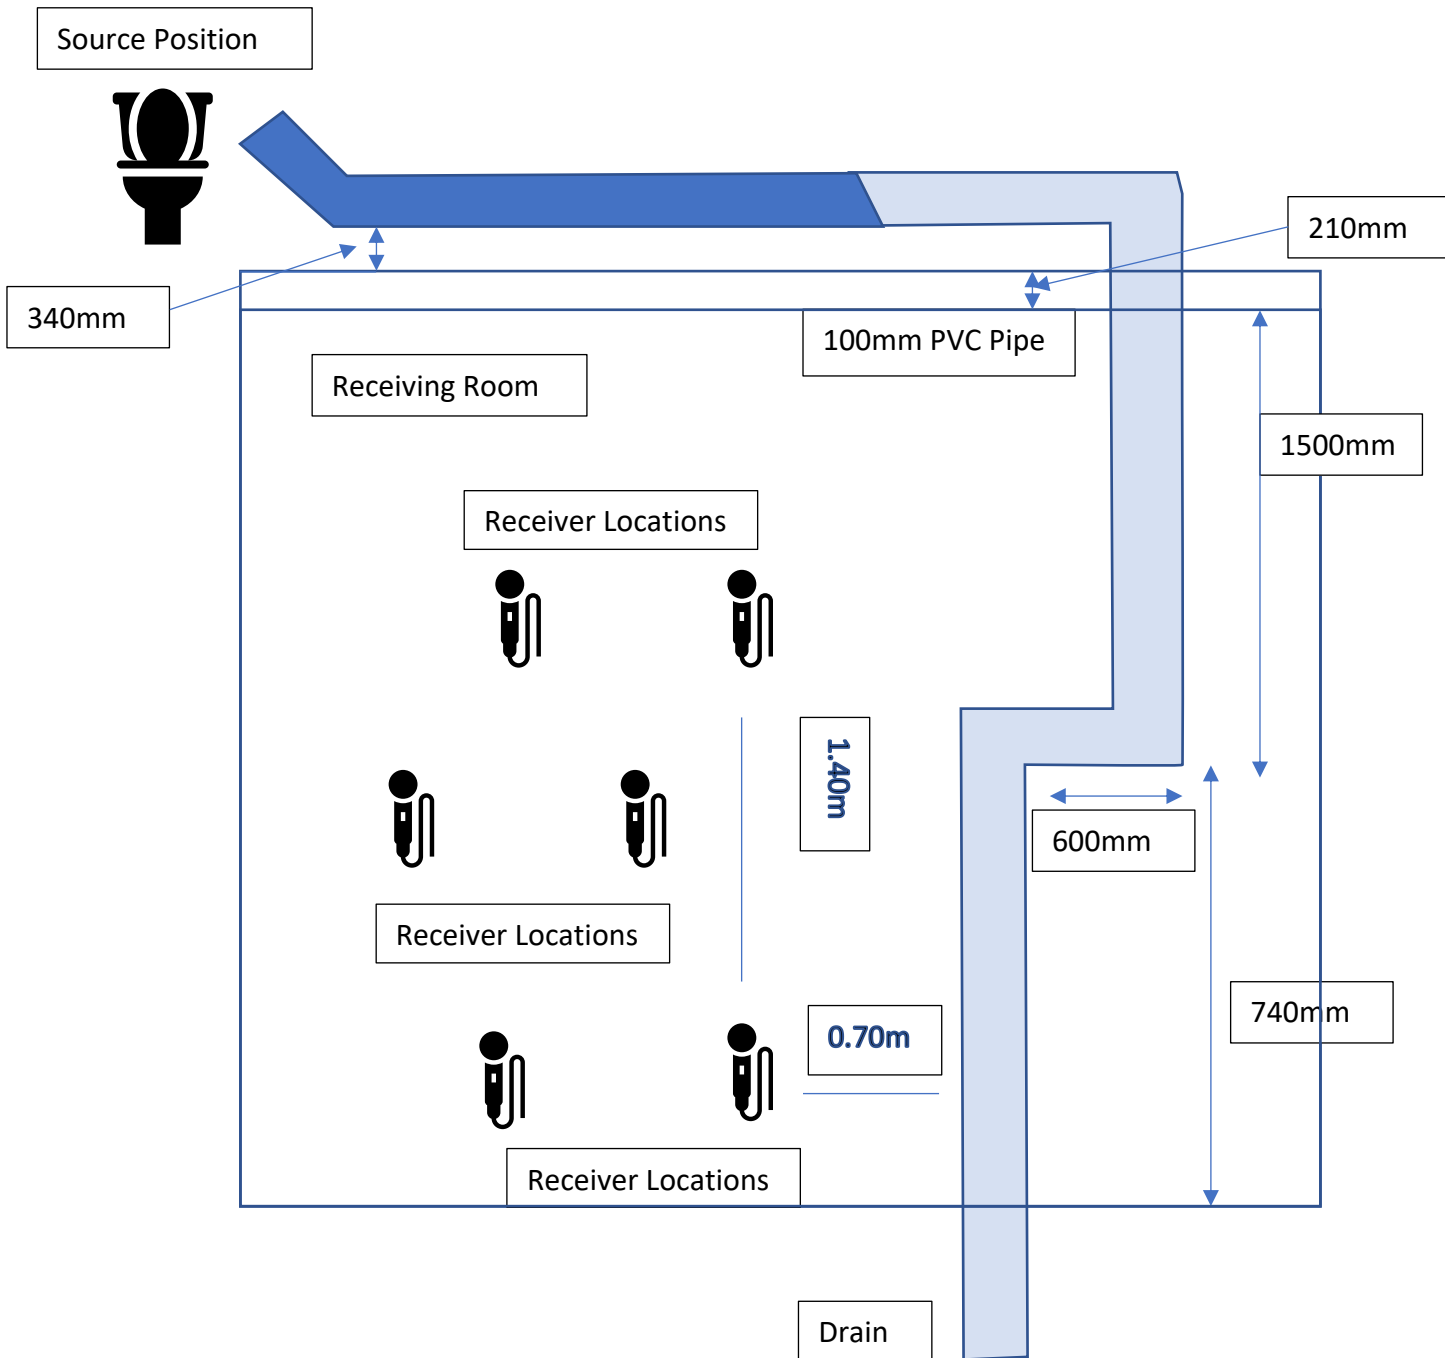 Source Position
210mm
340mm
100mm PVC Pipe
Receiving Room
1500mm
Receiver Locations
1.40m
600mm
Receiver Locations
740mm
0.70m
Receiver Locations
Drain